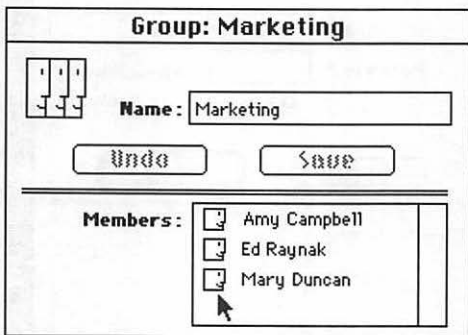 Group: Marketing
Name: Marketing
Undo Save
Members: Amy Campbell
Ed Raynak
Mary Duncan